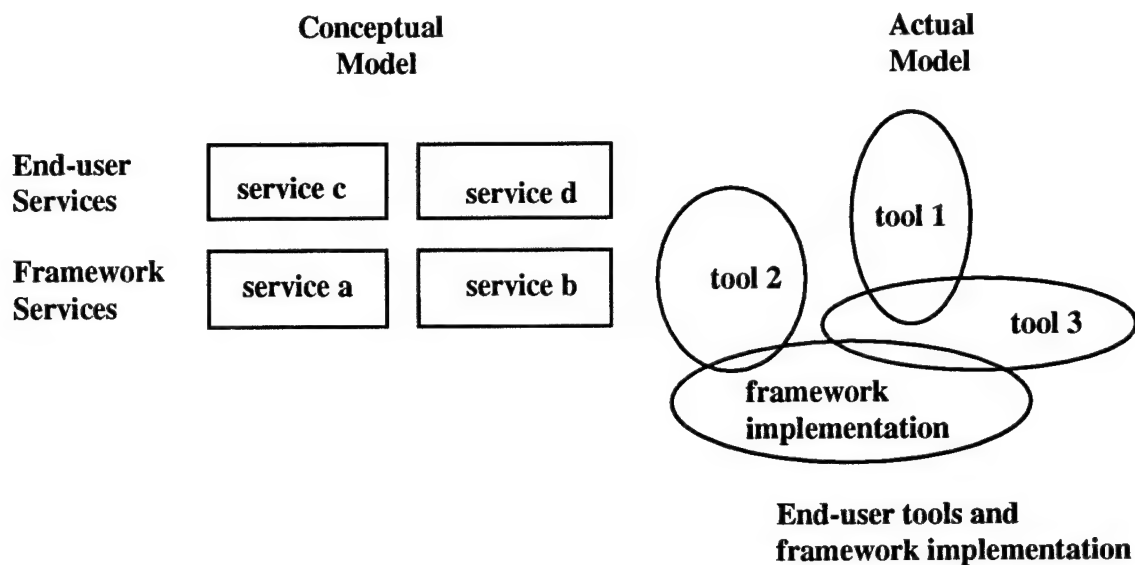 Conceptual
Model
Actual
Model
End-user
Services
service c
service d
Framework
Services
service a
service b
tool 1
tool 2
tool 3
framework
implementation
End-user tools and
framework implementation